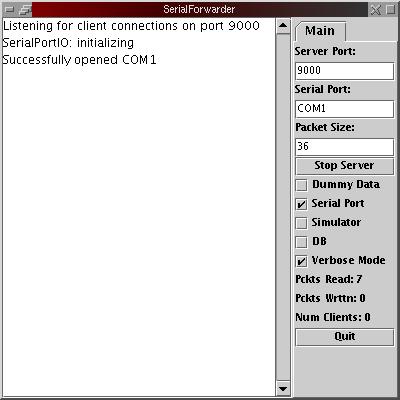 SerialForwarder
Listening for client connections on port 9000
SerialPortIO: initializing
Successfully opened COM1
Main
Server Port:
9000
Serial Port:
COM1
Packet Size:
36
Stop Server
Dummy Data
Serial Port
Simulator
DB
Verbose Mode
Pckts Read: 7
Pckts Wrttn: 0
Num Clients: 0
Quit